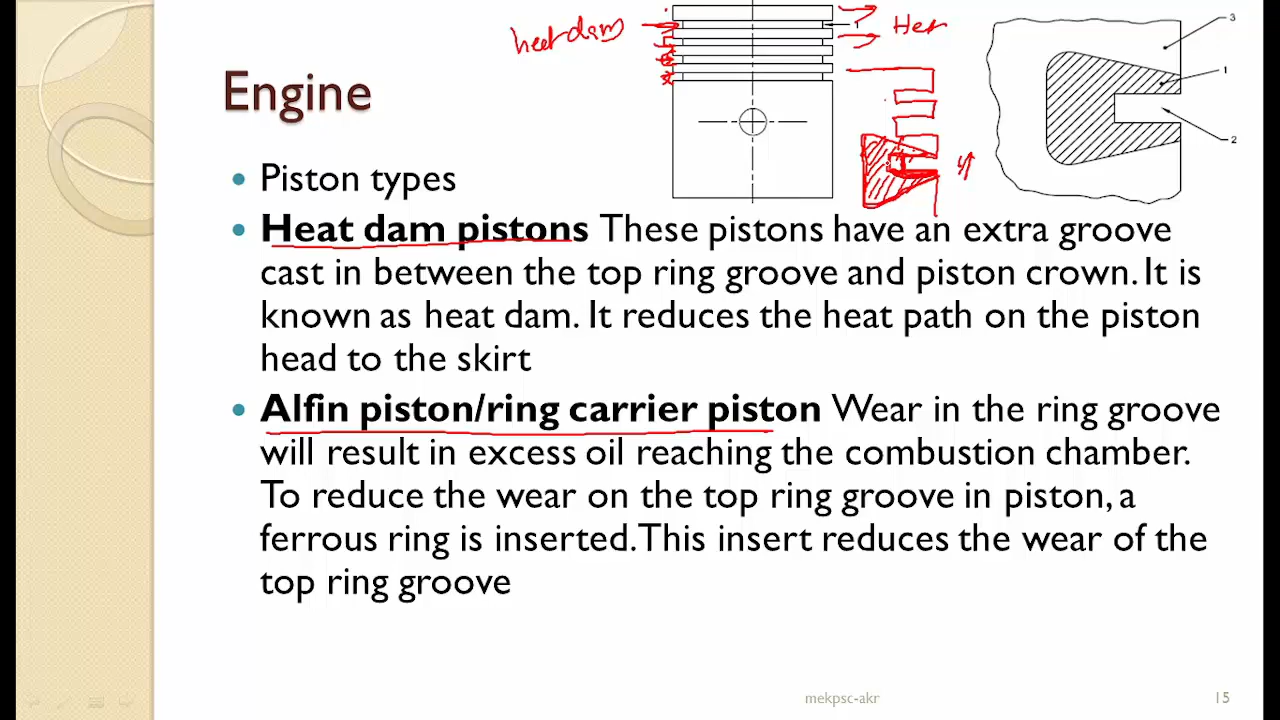 heat dam
Her
1
3
1
2
Engine
Piston types
Heat dam pistons These pistons have an extra groove
cast in between the top ring groove and piston crown. It is
known as heat dam. It reduces the heat path on the piston
head to the skirt
Alfin piston/ring carrier piston Wear in the ring groove
will result in excess oil reaching the combustion chamber.
To reduce the wear on the top ring groove in piston, a
ferrous ring is inserted. This insert reduces the wear of the
top ring groove
mekpsc-akr
15